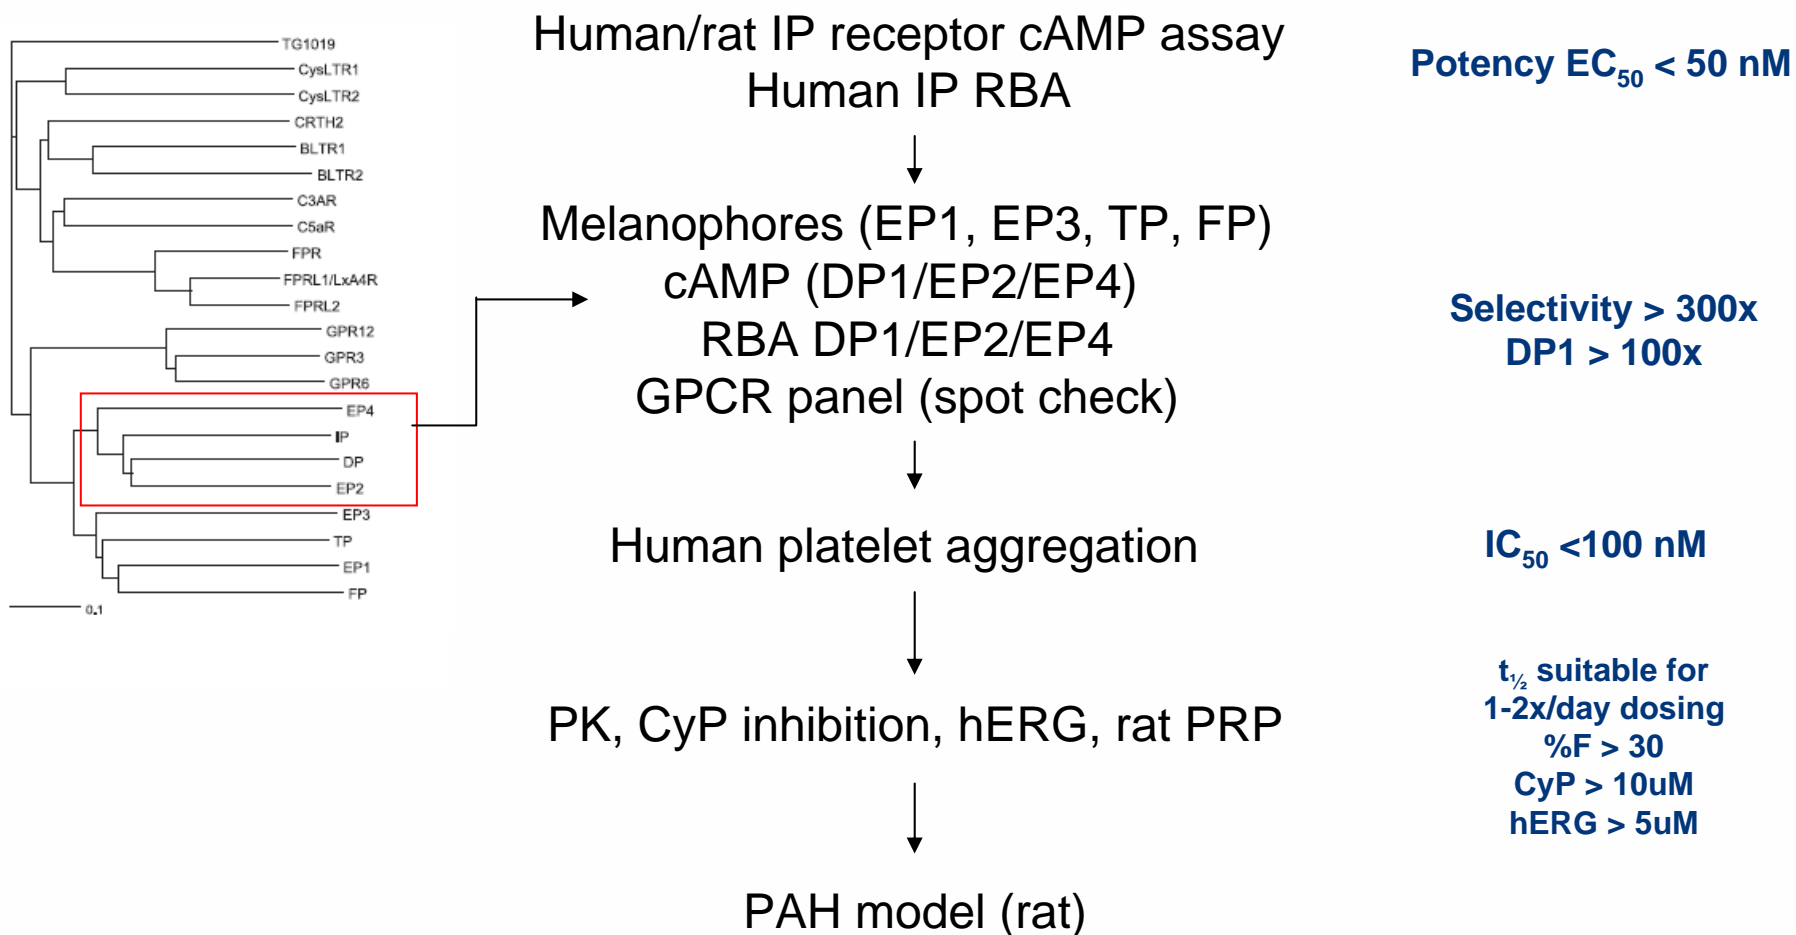 TG1019
CysLTR1
CysLTR2
CRTH2
BLTR1
BLTR2
C3AR
C5aR
FPR
FPRL1/LxA4R
FPRL2
GPR12
GPR3
GPR6
EP4
IP
DP
EP2
EP3
TP
EP1
FP
0.1
Human/rat IP receptor cAMP assay
Human IP RBA
Potency EC₅₀ < 50 nM
Melanophores (EP1, EP3, TP, FP)
cAMP (DP1/EP2/EP4)
RBA DP1/EP2/EP4
GPCR panel (spot check)
Selectivity > 300x
DP1 > 100x
Human platelet aggregation
IC₅₀ <100 nM
PK, CyP inhibition, hERG, rat PRP
t½ suitable for
1-2x/day dosing
%F > 30
CyP > 10uM
hERG > 5uM
PAH model (rat)